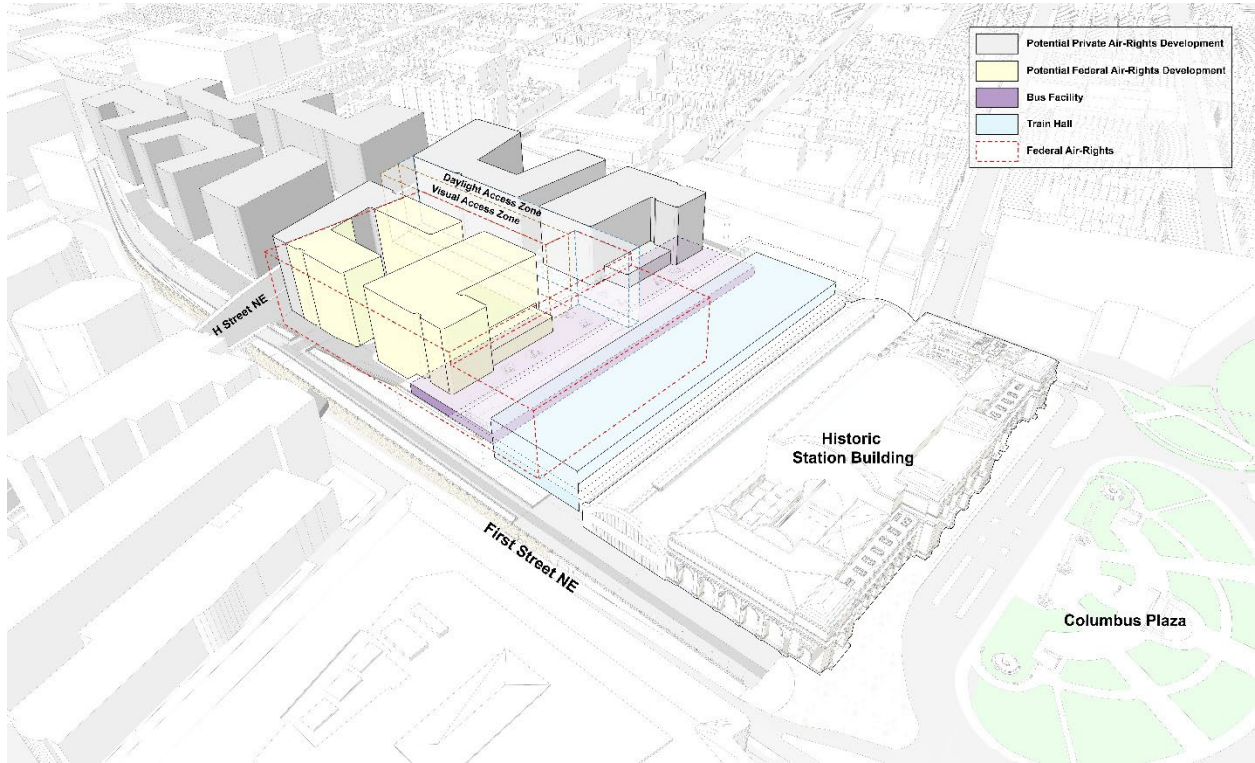 Potential Private Air-Rights Development
Potential Federal Air-Rights Development
Bus Facility
Train Hall
Federal Air-Rights
Daylight Access Zone
Visual Access Zone
H Street NE
Historic
Station Building
First Street NE
Columbus Plaza